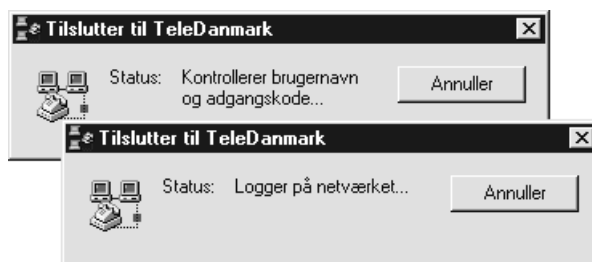 Tilslutter til TeleDanmark
Status: Kontrollerer brugernavn
og adgangskode...
Annuller
Tilslutter til TeleDanmark
Status: Logger på netværket...
Annuller